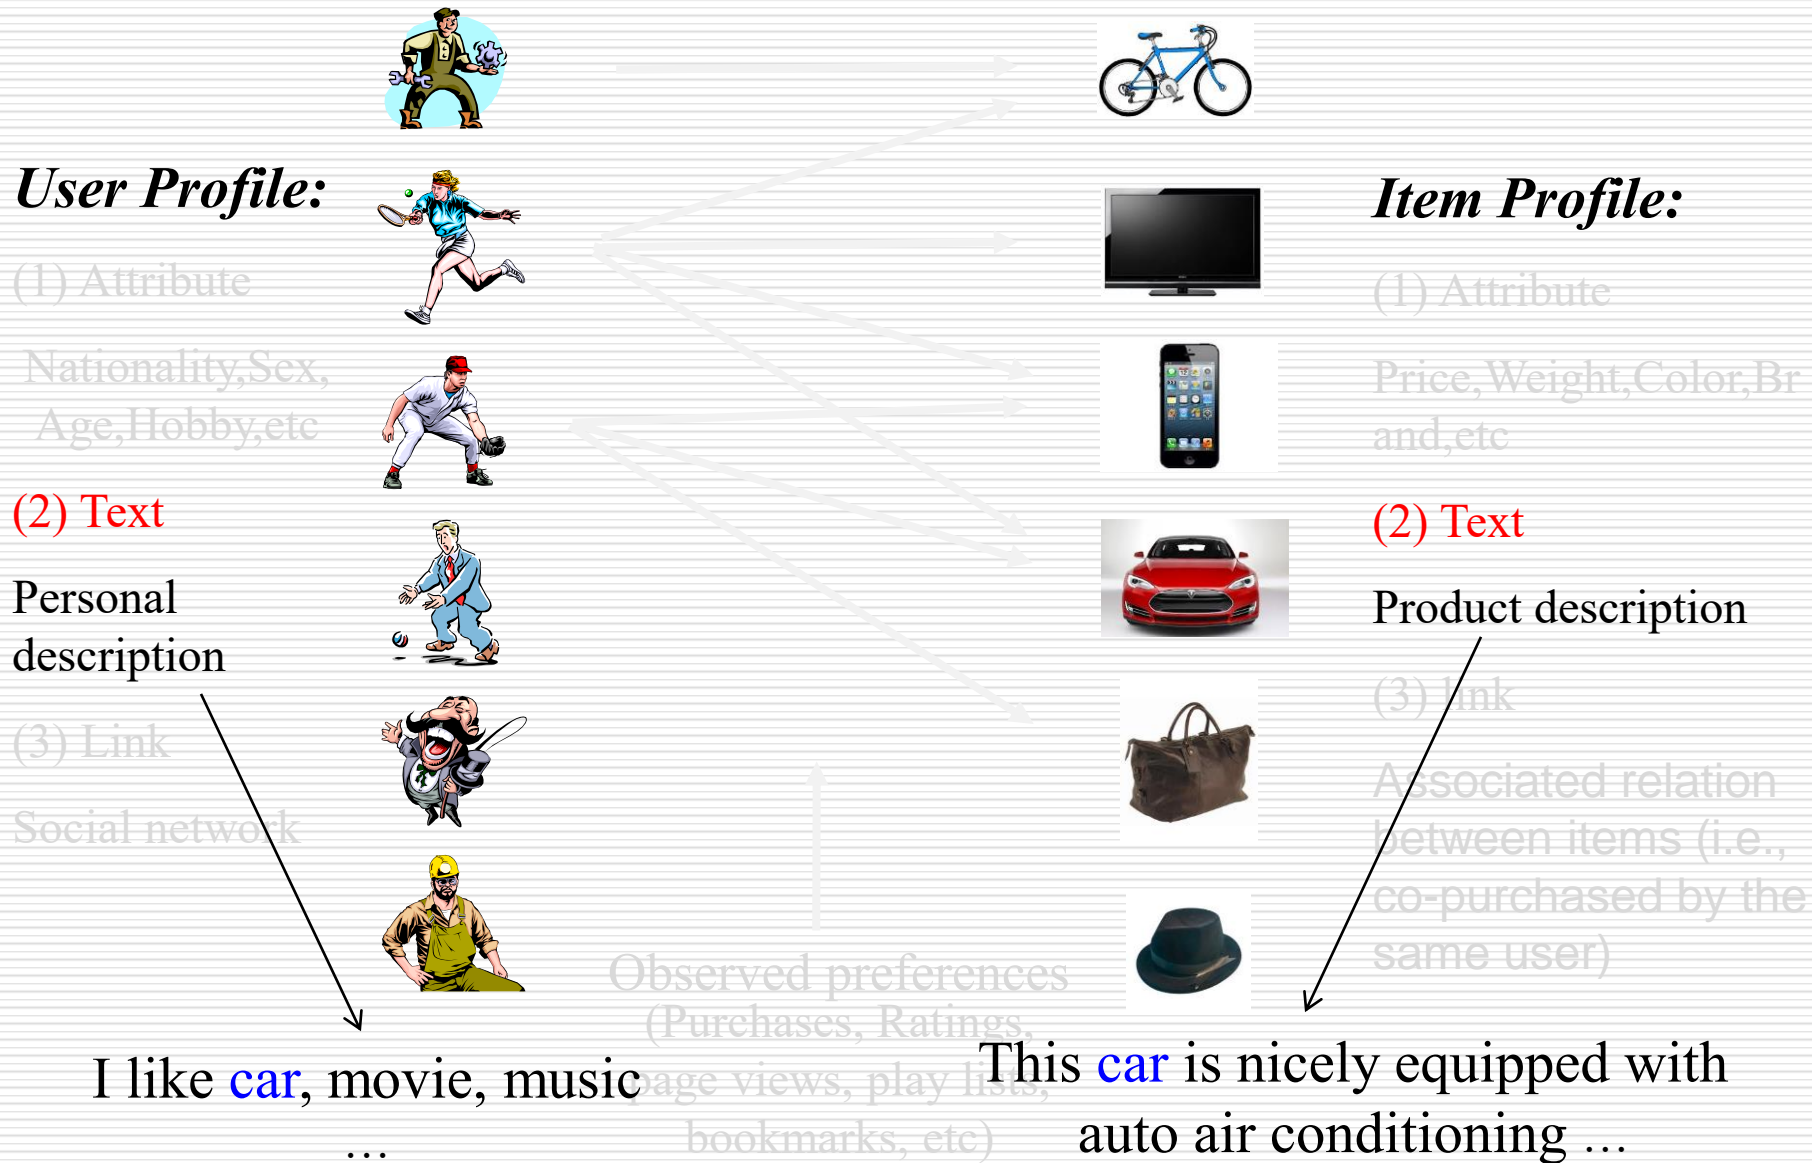 User Profile:
(1) Attribute
Nationality,Sex,
Age,Hobby,etc
(2) Text
Personal
description
(3) Link
Social network
I like car, movie, music
…
Observed preferences
(Purchases, Ratings,
page views, play lists,
bookmarks, etc)
Item Profile:
(1) Attribute
Price,Weight,Color,Br
and,etc
(2) Text
Product description
(3) link
Associated relation
between items (i.e.,
co-purchased by the
same user)
This car is nicely equipped with
auto air conditioning …